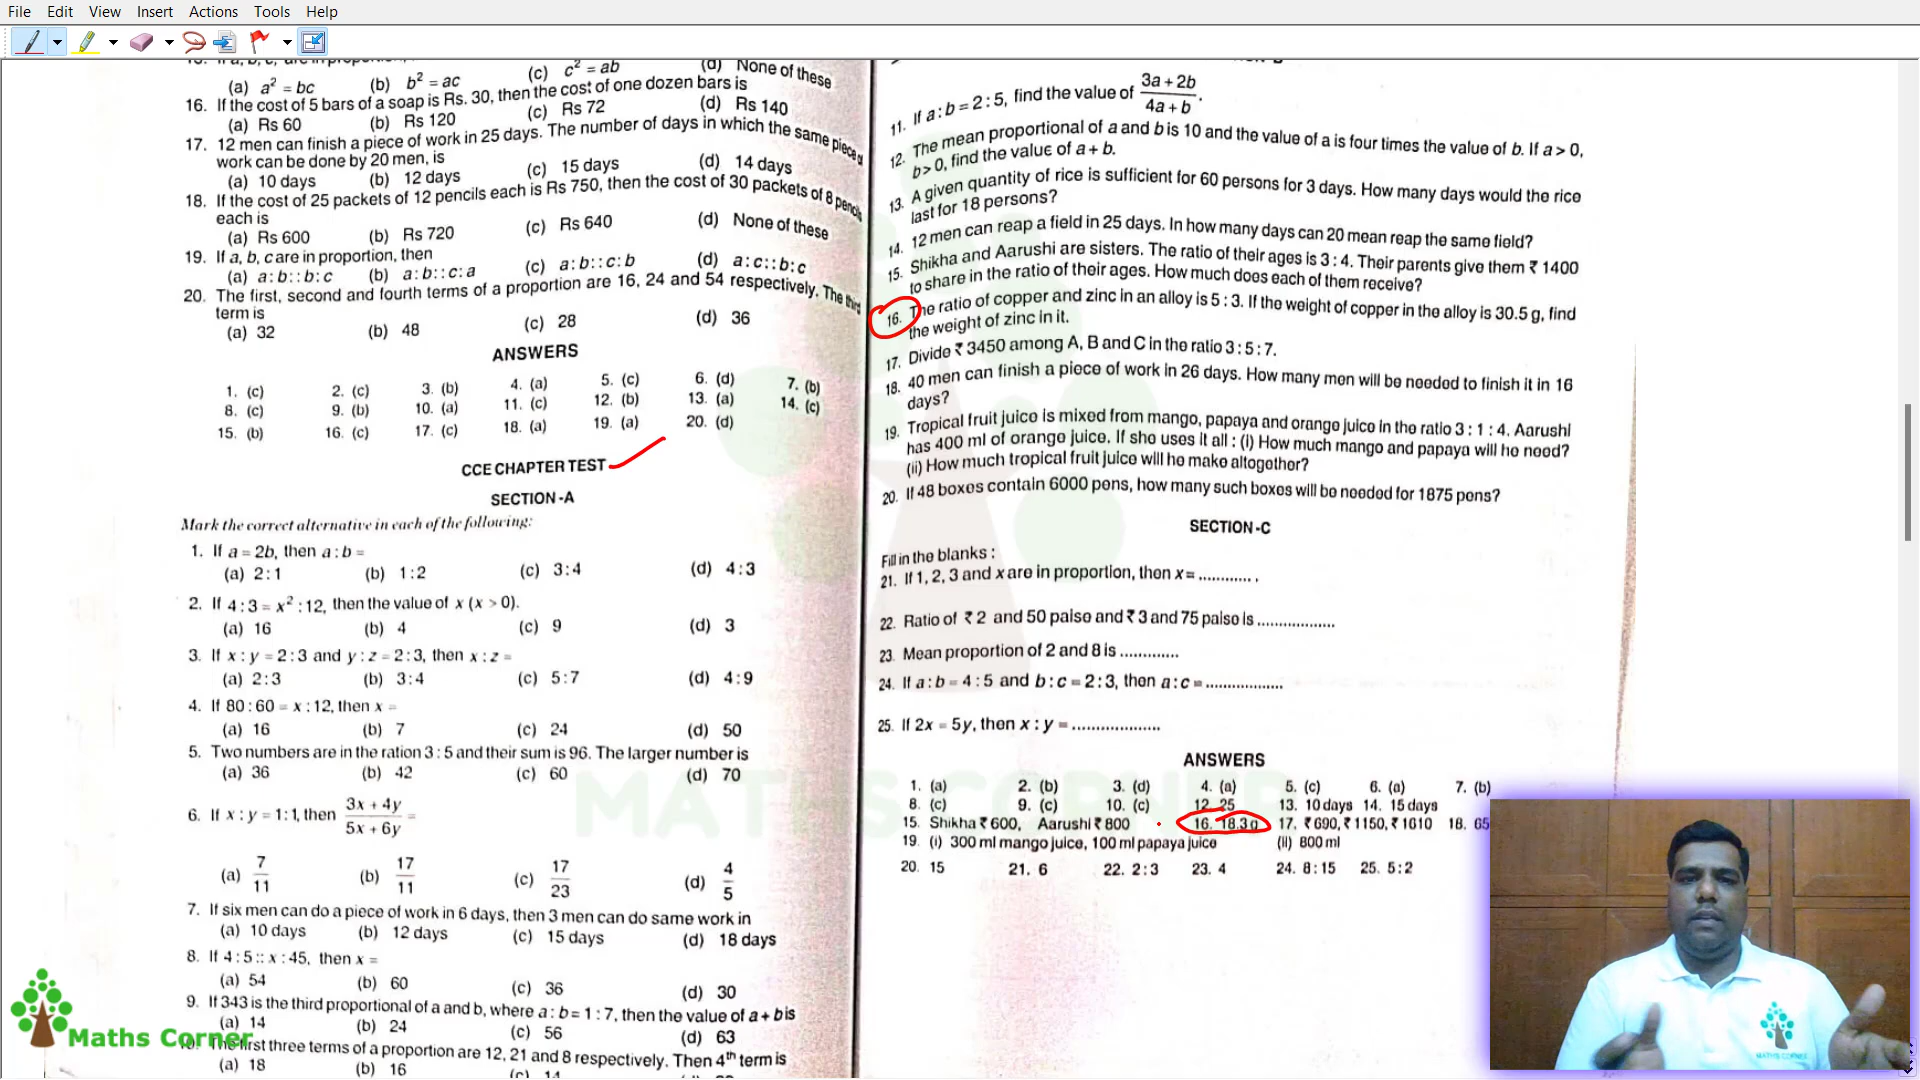 File Edit View Insert Actions Tools Help
(a) a² = bc (b) b² = ac (c) c² = ab (d) None of these
16. If the cost of 5 bars of a soap is Rs. 30, then the cost of one dozen bars is
(a) Rs 60 (b) Rs 120 (c) Rs 72 (d) Rs 140
17. 12 men can finish a piece of work in 25 days. The number of days in which the same piece of
work can be done by 20 men, is
(a) 10 days (b) 12 days (c) 15 days (d) 14 days
18. If the cost of 25 packets of 12 pencils each is Rs 750, then the cost of 30 packets of 8 pencils
each is
(a) Rs 600 (b) Rs 720 (c) Rs 640 (d) None of these
19. If a, b, c are in proportion, then
(a) a : b : : b : c (b) a : b : : c : a (c) a : b : : c : b (d) a : c : : b : c
20. The first, second and fourth terms of a proportion are 16, 24 and 54 respectively. The third
term is
(a) 32 (b) 48 (c) 28 (d) 36
ANSWERS
1. (c) 2. (c) 3. (b) 4. (a) 5. (c) 6. (d) 7. (b)
8. (c) 9. (b) 10. (a) 11. (c) 12. (b) 13. (a) 14. (c)
15. (b) 16. (c) 17. (c) 18. (a) 19. (a) 20. (d)
CCE CHAPTER TEST
SECTION -A
Mark the correct alternative in each of the following:
1. If a = 2b, then a : b =
(a) 2 : 1 (b) 1 : 2 (c) 3 : 4 (d) 4 : 3
2. If 4 : 3 = x² : 12, then the value of x (x > 0).
(a) 16 (b) 4 (c) 9 (d) 3
3. If x : y = 2 : 3 and y : z = 2 : 3, then x : z =
(a) 2 : 3 (b) 3 : 4 (c) 5 : 7 (d) 4 : 9
4. If 80 : 60 = x : 12, then x =
(a) 16 (b) 7 (c) 24 (d) 50
5. Two numbers are in the ration 3 : 5 and their sum is 96. The larger number is
(a) 36 (b) 42 (c) 60 (d) 70
6. If x : y = 1 : 1, then (3x + 4y)/(5x + 6y) =
(a) 7/11 (b) 17/11 (c) 17/23 (d) 4/5
7. If six men can do a piece of work in 6 days, then 3 men can do same work in
(a) 10 days (b) 12 days (c) 15 days (d) 18 days
8. If 4 : 5 : : x : 45, then x =
(a) 54 (b) 60 (c) 36 (d) 30
9. If 343 is the third proportional of a and b, where a : b = 1 : 7, then the value of a + b is
(a) 14 (b) 24 (c) 56 (d) 63
first three terms of a proportion are 12, 21 and 8 respectively. Then 4th term is
(a) 18 (b) 16
11. If a : b = 2 : 5, find the value of (3a + 2b)/(4a + b).
12. The mean proportional of a and b is 10 and the value of a is four times the value of b. If a > 0,
b > 0, find the value of a + b.
13. A given quantity of rice is sufficient for 60 persons for 3 days. How many days would the rice
last for 18 persons?
14. 12 men can reap a field in 25 days. In how many days can 20 mean reap the same field?
15. Shikha and Aarushi are sisters. The ratio of their ages is 3 : 4. Their parents give them ₹ 1400
to share in the ratio of their ages. How much does each of them receive?
16. The ratio of copper and zinc in an alloy is 5 : 3. If the weight of copper in the alloy is 30.5 g, find
the weight of zinc in it.
17. Divide ₹ 3450 among A, B and C in the ratio 3 : 5 : 7.
18. 40 men can finish a piece of work in 26 days. How many men will be needed to finish it in 16
days?
19. Tropical fruit juice is mixed from mango, papaya and orange juice in the ratio 3 : 1 : 4. Aarushi
has 400 ml of orange juice. If she uses it all : (i) How much mango and papaya will he need?
(ii) How much tropical fruit juice will he make altogether?
20. If 48 boxes contain 6000 pens, how many such boxes will be needed for 1875 pens?
SECTION -C
Fill in the blanks :
21. If 1, 2, 3 and x are in proportion, then x = ............ .
22. Ratio of ₹ 2 and 50 paise and ₹ 3 and 75 paise is .................
23. Mean proportion of 2 and 8 is .............
24. If a : b = 4 : 5 and b : c = 2 : 3, then a : c = .................
25. If 2x = 5y, then x : y = ...................
ANSWERS
1. (a) 2. (b) 3. (d) 4. (a) 5. (c) 6. (a) 7. (b)
8. (c) 9. (c) 10. (c) 12. 25 13. 10 days 14. 15 days
15. Shikha ₹ 600, Aarushi ₹ 800 16. 18.3 g 17. ₹ 690, ₹ 1150, ₹ 1610 18. 65
19. (i) 300 ml mango juice, 100 ml papaya juice (ii) 800 ml
20. 15 21. 6 22. 2 : 3 23. 4 24. 8 : 15 25. 5 : 2
MATHS CORNER
Maths Corner
MATHS CORNER